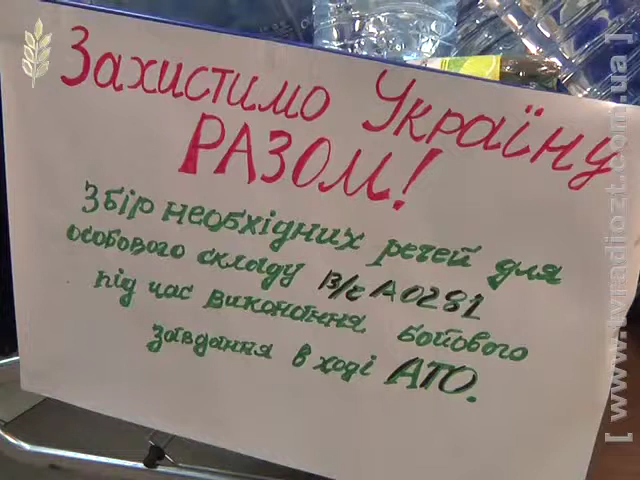 Захистимо Україну
РАЗОМ!
Збір необхідних речей для
особового складу в/ч А0281
під час виконання бойового
завдання в ході АТО.
[ www.tvradiozt.com.ua ]